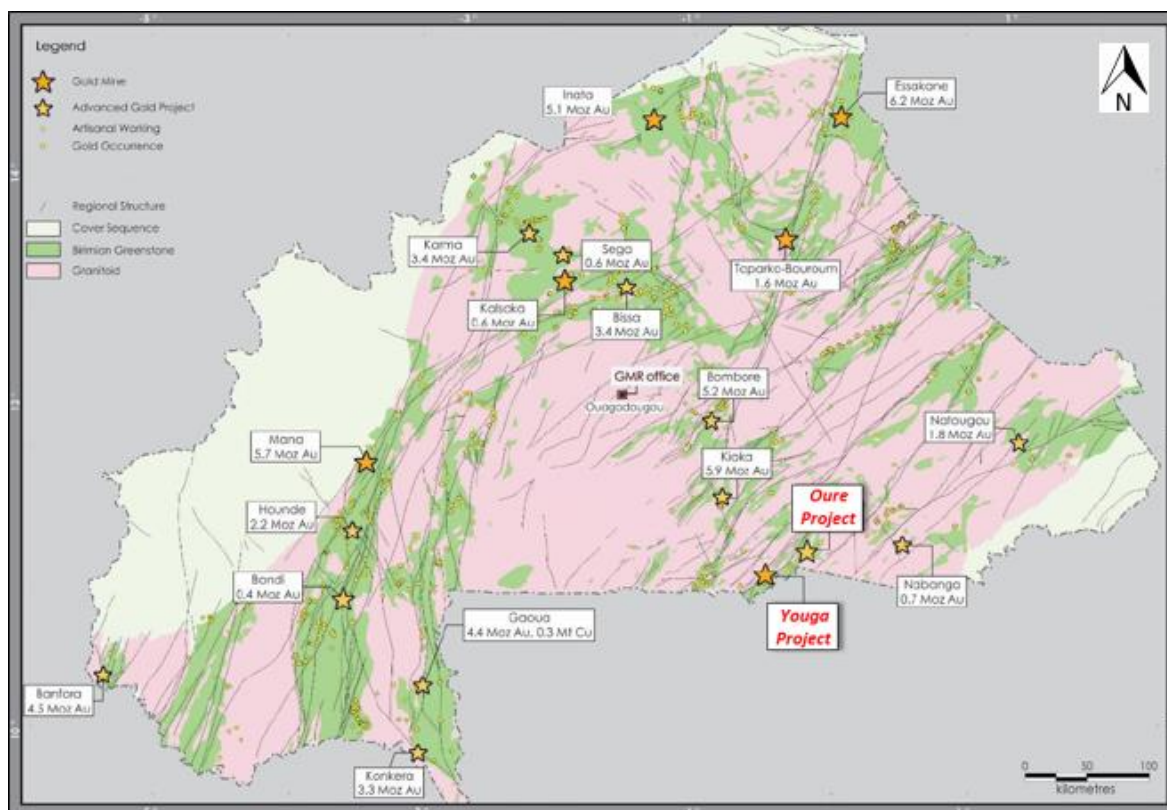 -3°
-1°
1°
Legend
Gold Mine
Advanced Gold Project
Artisanal Working
Gold Occurrence
Regional Structure
Cover Sequence
Birimian Greenstone
Granitoid
N
Inata
5.1 Moz Au
Essakane
6.2 Moz Au
14°
Karma
3.4 Moz Au
Sega
0.6 Moz Au
Taparko-Bouroum
1.6 Moz Au
Kalsaka
0.6 Moz Au
Bissa
3.4 Moz Au
GMR office
Ouagadougou
Bombore
5.2 Moz Au
12°
Natougou
1.8 Moz Au
Mana
5.7 Moz Au
Kiaka
5.9 Moz Au
Hounde
2.2 Moz Au
Oure
Project
Bondi
0.4 Moz Au
Nabanga
0.7 Moz Au
Youga
Project
Gaoua
4.4 Moz Au, 0.3 Mt Cu
Banfora
4.5 Moz Au
10°
Konkera
3.3 Moz Au
0 50 100
kilometres